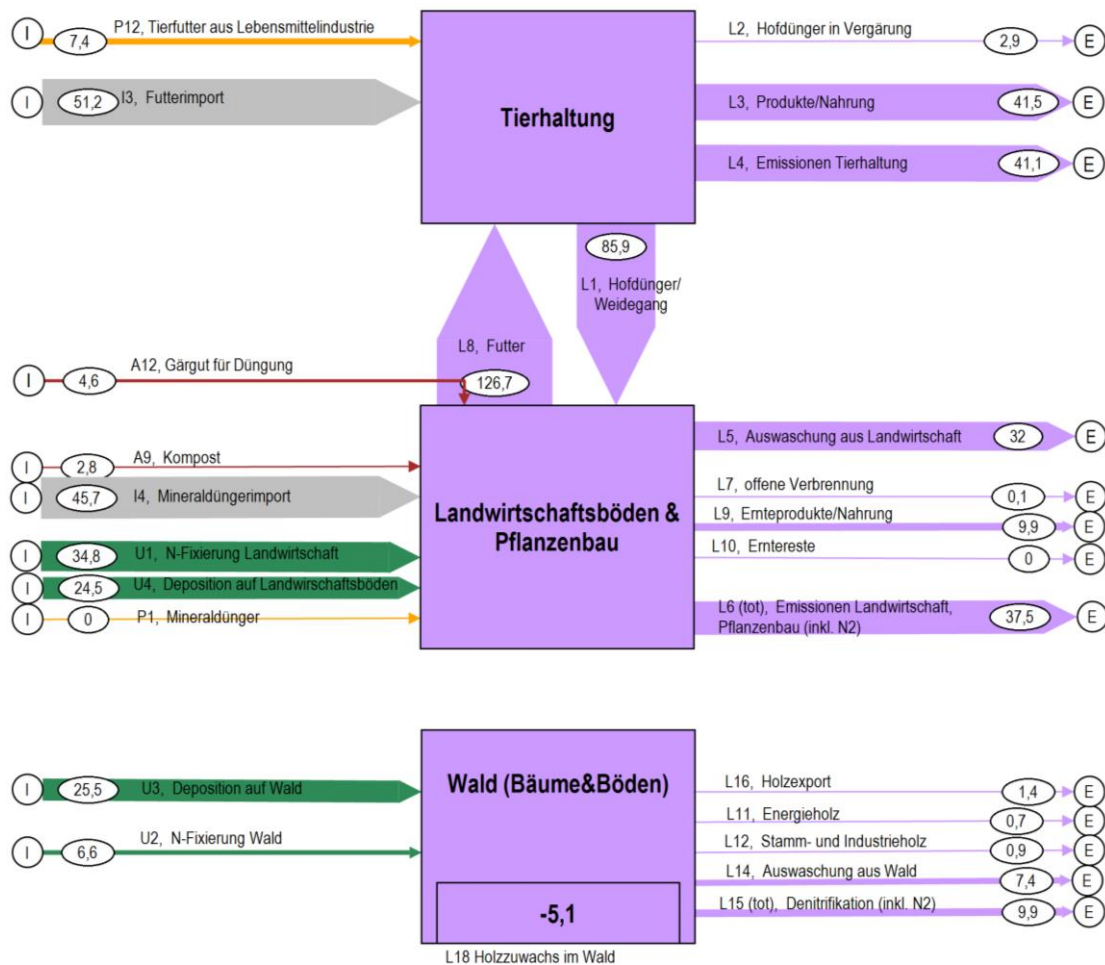 I
P12, Tierfutter aus Lebensmittelindustrie
7,4
I
I3, Futterimport
51,2
Tierhaltung
L2, Hofdünger in Vergärung
2,9
E
L3, Produkte/Nahrung
41,5
E
L4, Emissionen Tierhaltung
41,1
E
85,9
L1, Hofdünger/
Weidegang
L8, Futter
126,7
A12, Gärgut für Düngung
I
4,6
A9, Kompost
I
2,8
I
45,7
I4, Mineraldüngerimport
I
34,8
U1, N-Fixierung Landwirtschaft
I
24,5
U4, Deposition auf Landwirschaftsböden
I
0
P1, Mineraldünger
Landwirtschaftsböden &
Pflanzenbau
L5, Auswaschung aus Landwirtschaft
32
E
L7, offene Verbrennung
0,1
E
L9, Ernteprodukte/Nahrung
9,9
E
L10, Erntereste
0
E
L6 (tot), Emissionen Landwirtschaft,
Pflanzenbau (inkl. N2)
37,5
E
I
25,5
U3, Deposition auf Wald
U2, N-Fixierung Wald
I
6,6
Wald (Bäume&Böden)
-5,1
L18 Holzzuwachs im Wald
L16, Holzexport
1,4
E
L11, Energieholz
0,7
E
L12, Stamm- und Industrieholz
0,9
E
L14, Auswaschung aus Wald
7,4
E
L15 (tot), Denitrifikation (inkl. N2)
9,9
E